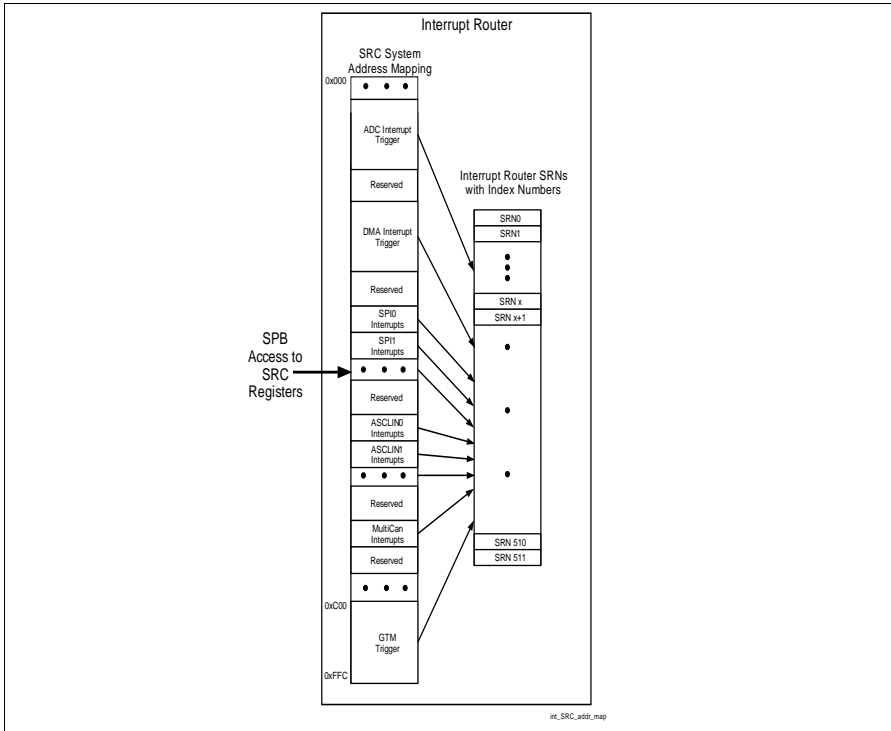 Interrupt Router
SRC System
Address Mapping
0x000
ADC Interrupt
Trigger
Reserved
DMA Interrupt
Trigger
Reserved
SPI0
Interrupts
SPI1
Interrupts
Reserved
ASCLIN0
Interrupts
ASCLIN1
Interrupts
Reserved
MultiCan
Interrupts
Reserved
0xC00
GTM
Trigger
0xFFC
SPB
Access to
SRC
Registers
Interrupt Router SRNs
with Index Numbers
SRN0
SRN1
SRN x
SRN x+1
SRN 510
SRN 511
int_SRC_addr_map